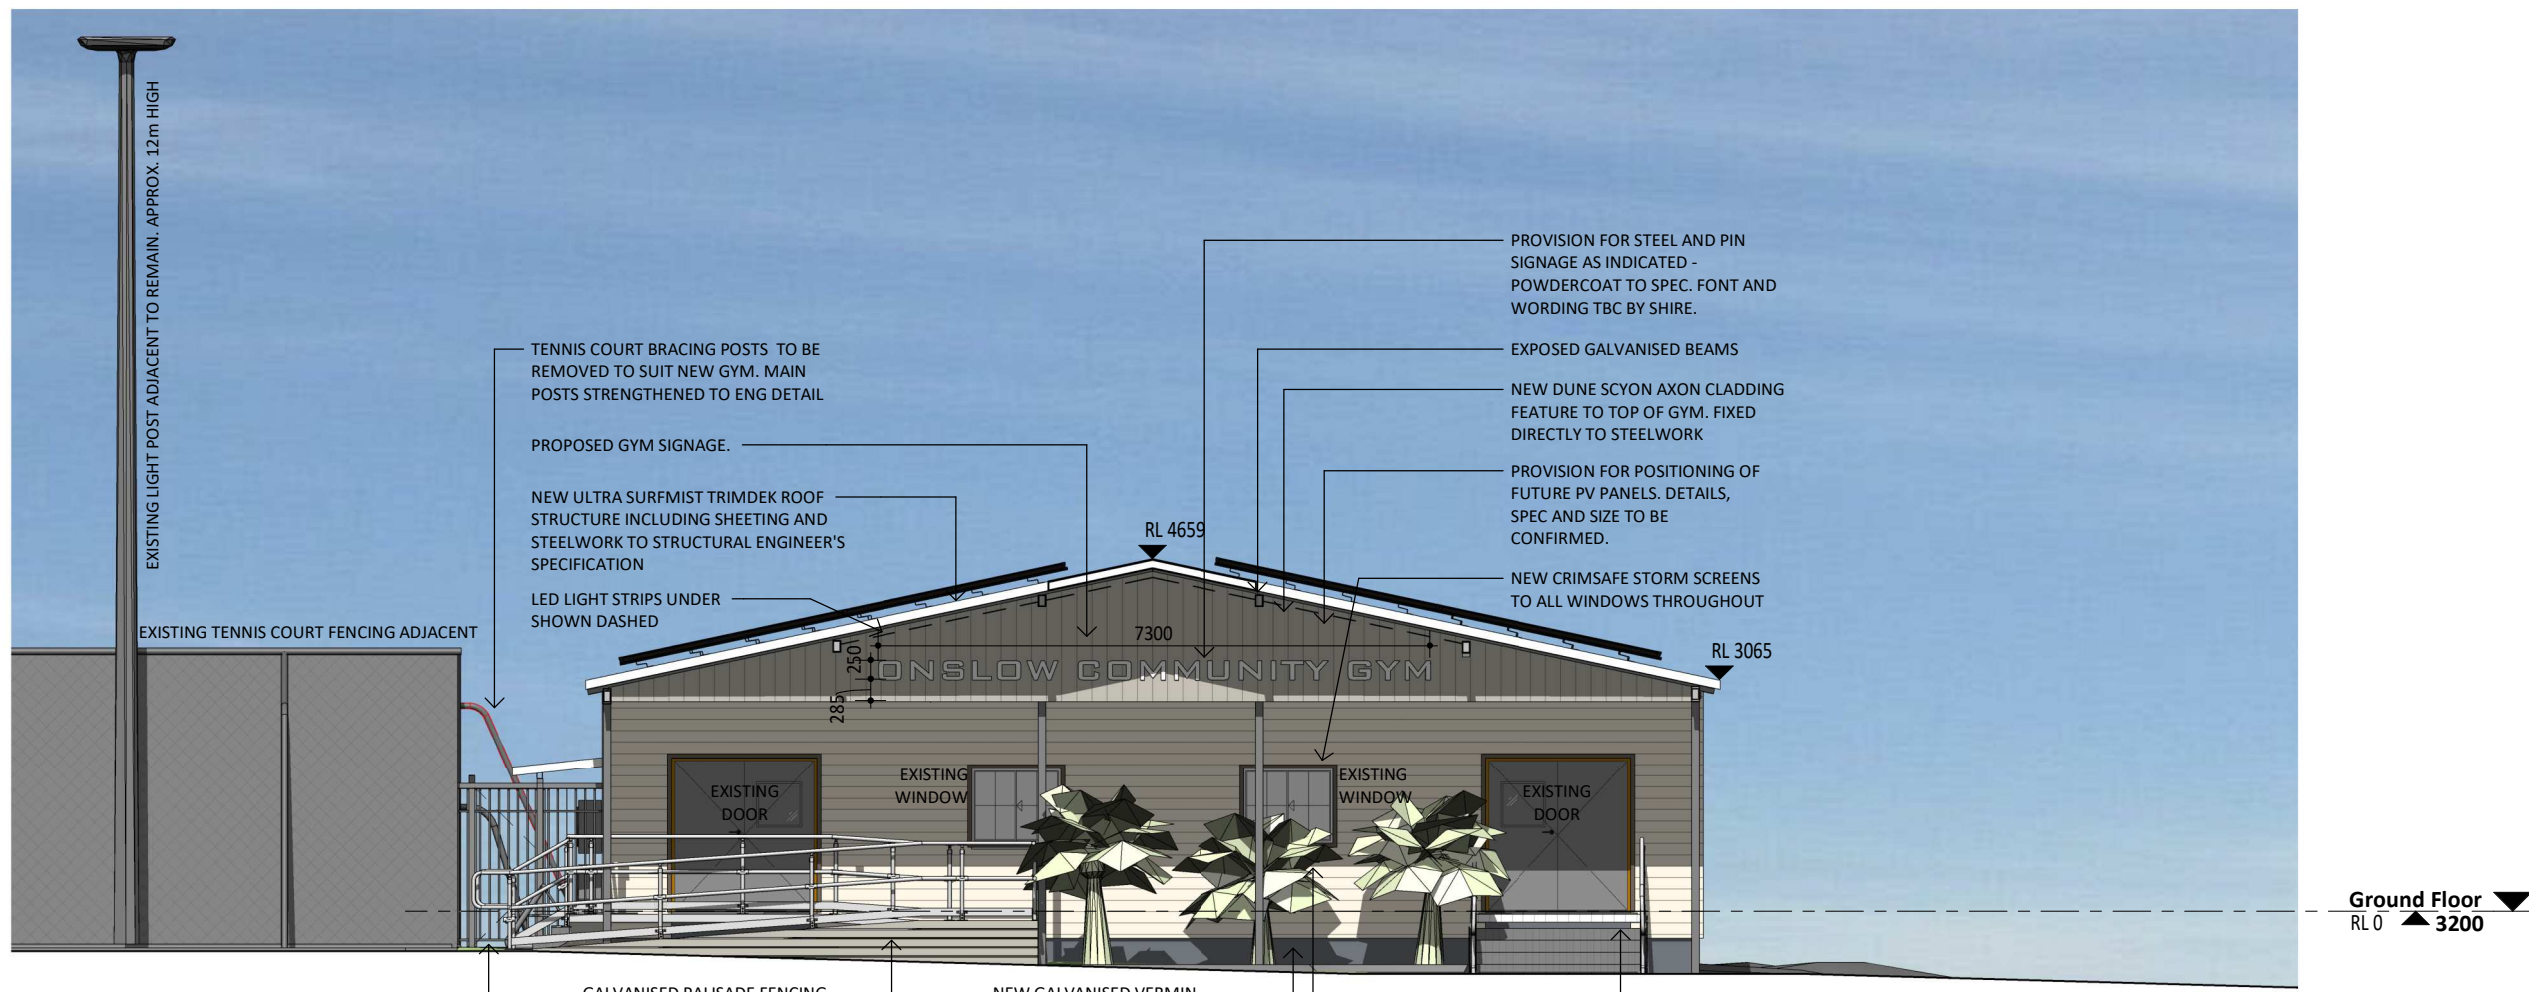 EXISTING LIGHT POST ADJACENT TO REMAIN. APPROX. 12m HIGH
PROVISION FOR STEEL AND PIN
SIGNAGE AS INDICATED -
POWDERCOAT TO SPEC. FONT AND
WORDING TBC BY SHIRE.
TENNIS COURT BRACING POSTS TO BE
REMOVED TO SUIT NEW GYM. MAIN
POSTS STRENGTHENED TO ENG DETAIL
EXPOSED GALVANISED BEAMS
NEW DUNE SCYON AXON CLADDING
FEATURE TO TOP OF GYM. FIXED
DIRECTLY TO STEELWORK
PROPOSED GYM SIGNAGE.
PROVISION FOR POSITIONING OF
FUTURE PV PANELS. DETAILS,
SPEC AND SIZE TO BE
CONFIRMED.
NEW ULTRA SURFMIST TRIMDEK ROOF
STRUCTURE INCLUDING SHEETING AND
STEELWORK TO STRUCTURAL ENGINEER'S
SPECIFICATION
RL 4659
NEW CRIMSAFE STORM SCREENS
TO ALL WINDOWS THROUGHOUT
LED LIGHT STRIPS UNDER
SHOWN DASHED
EXISTING TENNIS COURT FENCING ADJACENT
7300
RL 3065
250
ONSLOW COMMUNITY GYM
285
EXISTING
DOOR
EXISTING
WINDOW
EXISTING
WINDOW
EXISTING
DOOR
Ground Floor
RL 0 3200
GALVANISED PALISADE FENCING
NEW GALVANISED VERMIN